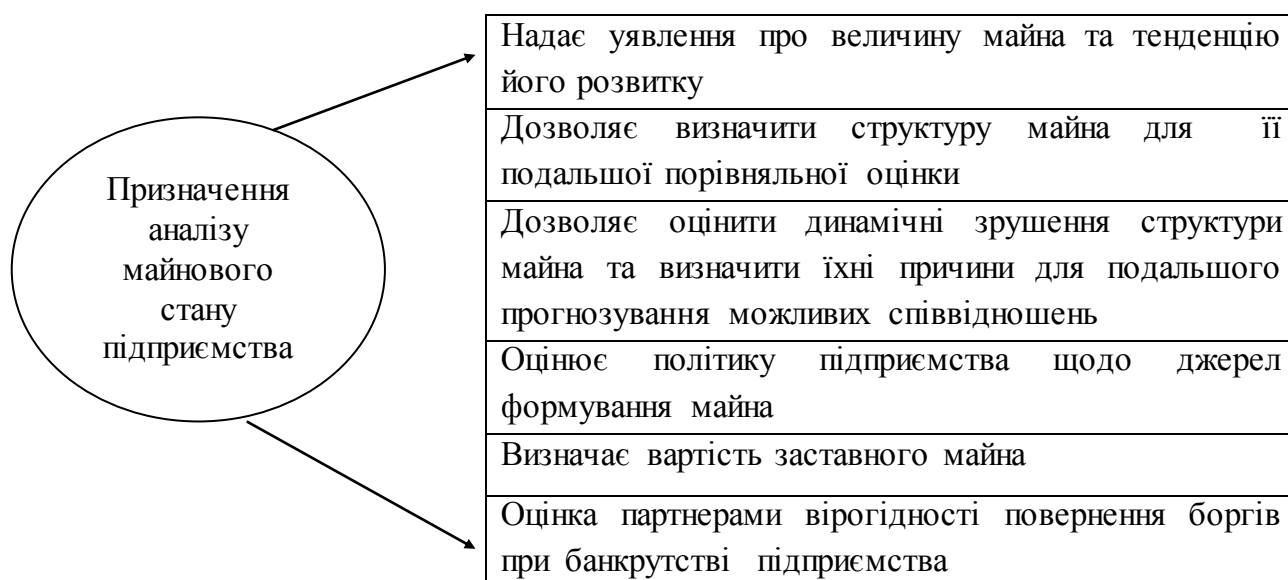 Призначення
аналізу
майнового
стану
підприємства
Надає уявлення про величину майна та тенденцію
його розвитку
Дозволяє визначити структуру майна для її
подальшої порівняльної оцінки
Дозволяє оцінити динамічні зрушення структури
майна та визначити їхні причини для подальшого
прогнозування можливих співвідношень
Оцінює політику підприємства щодо джерел
формування майна
Визначає вартість заставного майна
Оцінка партнерами вірогідності повернення боргів
при банкрутстві підприємства